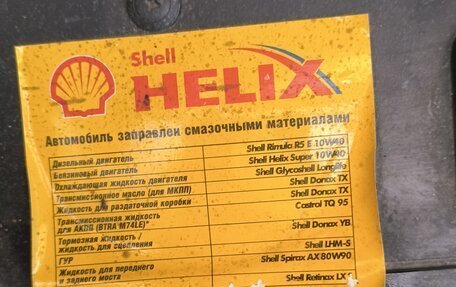 Shell
HELIX
Автомобиль заправлен смазочными материалами
Дизельный двигатель Shell Rimula R5 E 10W40
Бензиновый двигатель Shell Helix Super 10W40
Охлаждающая жидкость двигателя Shell Glycoshell Longlife
Трансмиссионное масло (для МКПП) Shell Donax TX
Жидкость для раздаточной коробки Shell Donax TX
Трансмиссионная жидкость Castrol TQ 95
для АКПП (BTRA M74LE)*
Тормозная жидкость / Shell Donax YB
жидкость для сцепления
ГУР Shell LHM-S
Жидкость для переднего Shell Spirax AX 80W90
и заднего моста
Shell Retinax LX